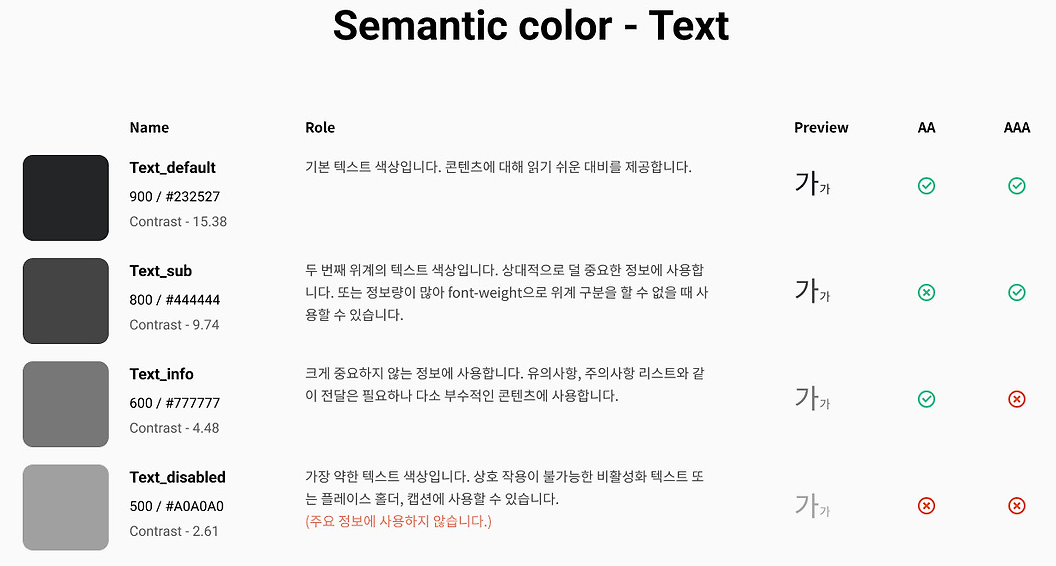 Semantic color - Text
Name Role Preview AA AAA
Text_default
900 / #232527
Contrast - 15.38
기본 텍스트 색상입니다. 콘텐츠에 대해 읽기 쉬운 대비를 제공합니다.
가가
Text_sub
800 / #444444
Contrast - 9.74
두 번째 위계의 텍스트 색상입니다. 상대적으로 덜 중요한 정보에 사용합
니다. 또는 정보량이 많아 font-weight으로 위계 구분을 할 수 없을 때 사
용할 수 있습니다.
가가
Text_info
600 / #777777
Contrast - 4.48
크게 중요하지 않는 정보에 사용합니다. 유의사항, 주의사항 리스트와 같
이 전달은 필요하나 다소 부수적인 콘텐츠에 사용합니다.
가가
Text_disabled
500 / #A0A0A0
Contrast - 2.61
가장 약한 텍스트 색상입니다. 상호 작용이 불가능한 비활성화 텍스트 또
는 플레이스 홀더, 캡션에 사용할 수 있습니다.
(주요 정보에 사용하지 않습니다.)
가가